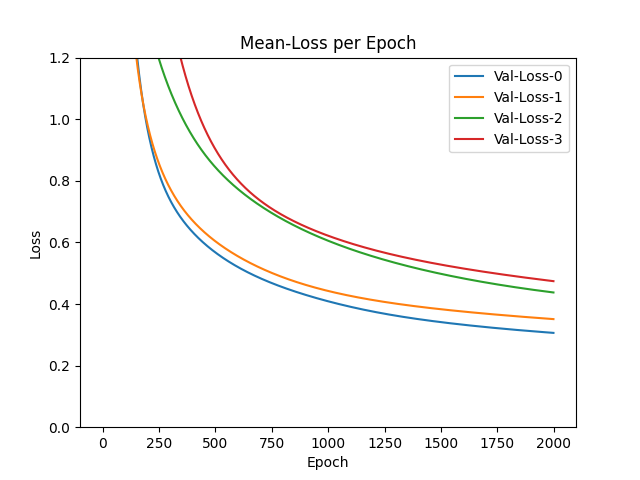 Mean-Loss per Epoch
1.2
1.0
0.8
0.6
0.4
0.2
0.0
Loss
Val-Loss-0
Val-Loss-1
Val-Loss-2
Val-Loss-3
0 250 500 750 1000 1250 1500 1750 2000
Epoch